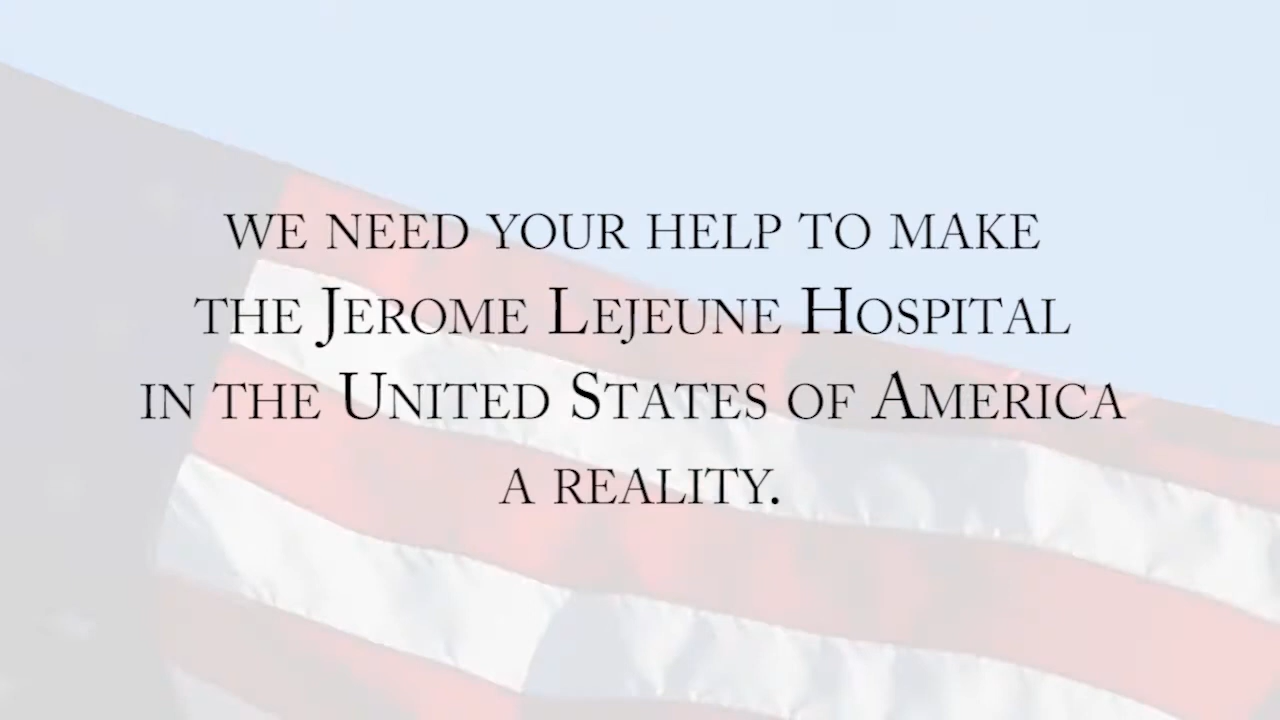 WE NEED YOUR HELP TO MAKE
THE JEROME LEJEUNE HOSPITAL
IN THE UNITED STATES OF AMERICA
A REALITY.